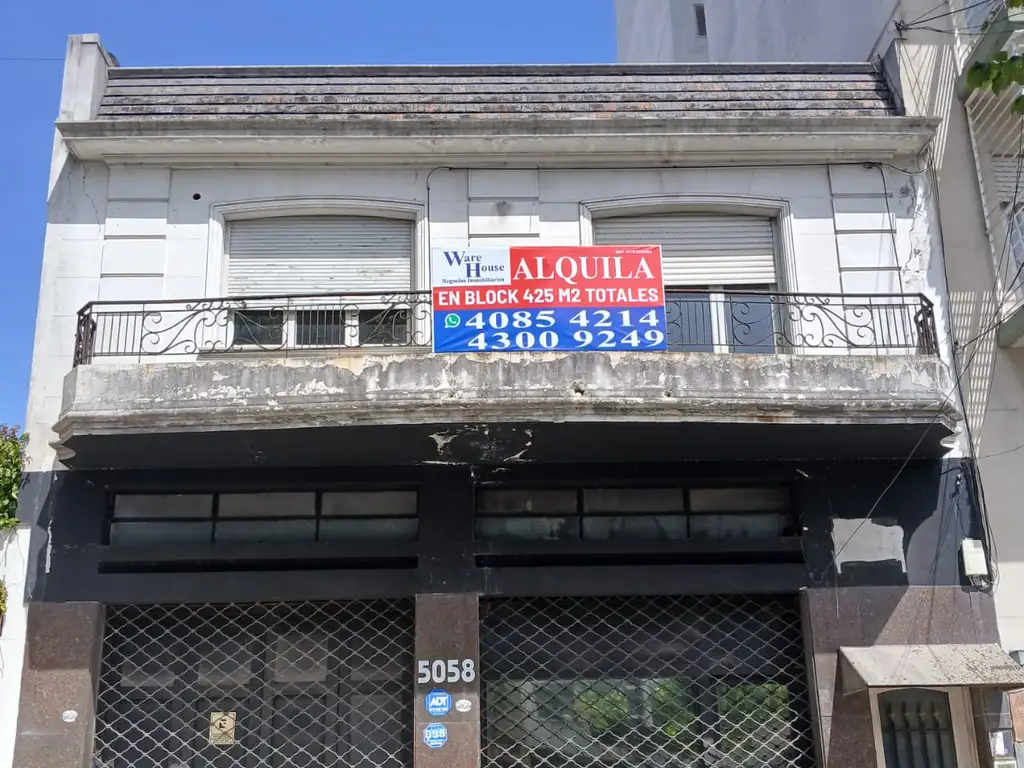 Ware
House
Negocios Inmobiliarios
ALQUILA
EN BLOCK 425 M2 TOTALES
4085 4214
4300 9249
5058
ADT
E